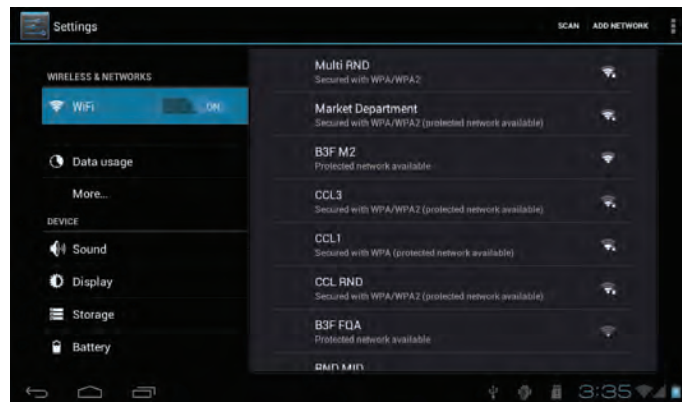 Settings
SCAN ADD NETWORK
WIRELESS & NETWORKS
WiFi ON
Data usage
More...
DEVICE
Sound
Display
Storage
Battery
Multi RND
Secured with WPA/WPA2
Market Department
Secured with WPA/WPA2 (protected network available)
B3F M2
Protected network available
CCL3
Secured with WPA/WPA2 (protected network available)
CCL1
Secured with WPA (protected network available)
CCL RND
Secured with WPA/WPA2 (protected network available)
B3F FQA
Protected network available
RND MID
3:35